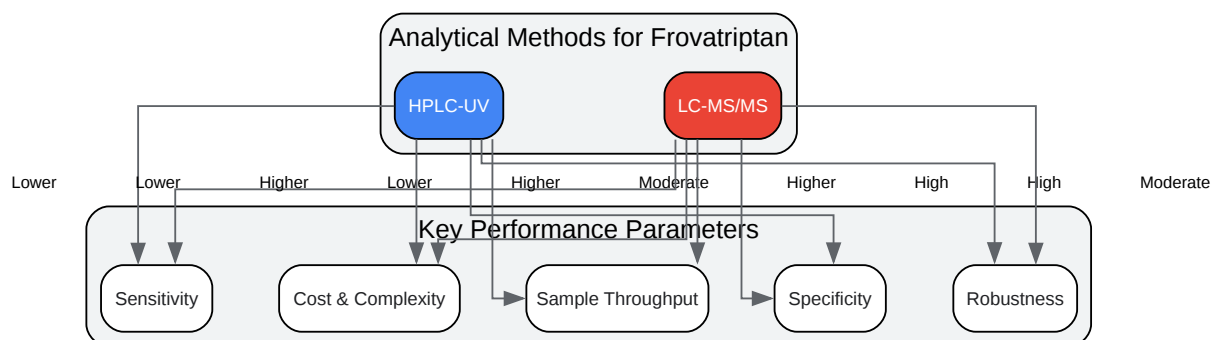 Analytical Methods for Frovatriptan
HPLC-UV
LC-MS/MS
Lower
Lower
Higher
Lower
Higher
Moderate
Higher
High
High
Moderate
Key Performance Parameters
Sensitivity
Cost & Complexity
Sample Throughput
Specificity
Robustness